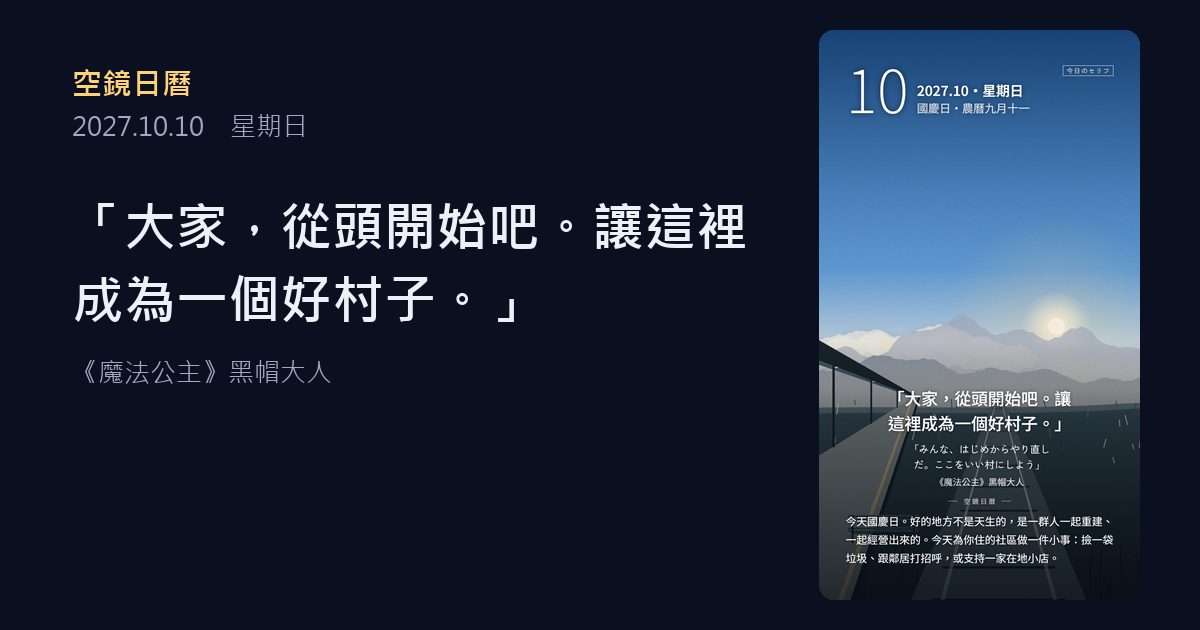 空鏡日曆
2027.10.10 星期日
「大家，從頭開始吧。讓這裡
成為一個好村子。」
《魔法公主》黑帽大人
10
2027.10・星期日
國慶日・農曆九月十一
今日のセリフ
「大家，從頭開始吧。讓
這裡成為一個好村子。」
「みんな、はじめからやり直し
だ。ここをいい村にしよう」
《魔法公主》黑帽大人
— 空鏡日曆 —
今天國慶日。好的地方不是天生的，是一群人一起重建、
一起經營出來的。今天為你住的社區做一件小事：撿一袋
垃圾、跟鄰居打招呼，或支持一家在地小店。